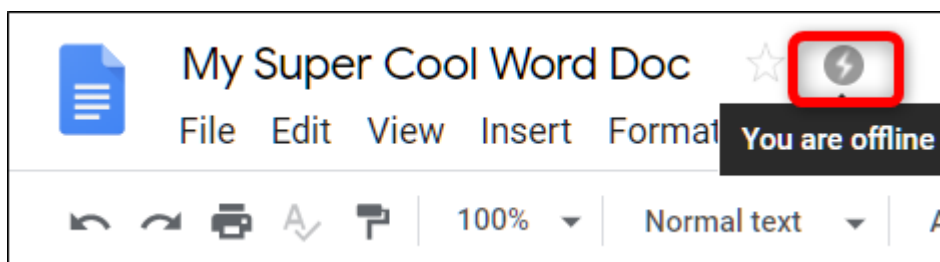 My Super Cool Word Doc
File Edit View Insert Format
You are offline
100% Normal text